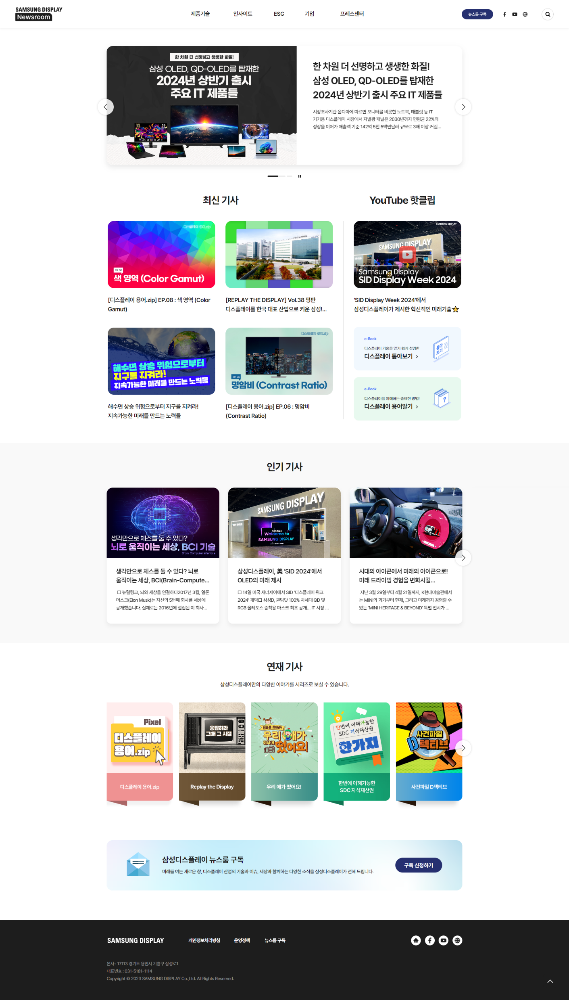 SAMSUNG DISPLAY
Newsroom
제품기술
인사이트
ESG
기업
프레스센터
뉴스룸 구독
한 차원 더 선명하고 생생한 화질!
삼성 OLED, QD-OLED를 탑재한
2024년 상반기 출시
주요 IT 제품들
한 차원 더 선명하고 생생한 화질!
삼성 OLED, QD-OLED를 탑재한
2024년 상반기 출시 주요 IT 제품들
시장조사기관 옴디아에 따르면 모니터를 비롯한 노트북, 태블릿 등 IT
기기용 디스플레이 시장에서 자발광 패널은 2030년까지 연평균 22%의
성장을 이어가 매출액 기준 142억 5천 5백만달러 규모로 3배 이상 커질...
최신 기사
YouTube 핫클립
디스플레이 용어.zip
EP. 08
색 영역 (Color Gamut)
SAMSUNG DISPLAY
SAMSUNG DISPLAY
Samsung Display
SID Display Week 2024
[디스플레이 용어.zip] EP.08 : 색 영역 (Color
Gamut)
[REPLAY THE DISPLAY] Vol.38 평판
디스플레이를 한국 대표 산업으로 키운 삼성!...
'SID Display Week 2024'에서
삼성디스플레이가 제시한 혁신적인 미래기술⭐
해수면 상승 위험으로부터
지구를 지켜라!
지속가능한 미래를 만드는 노력들
디스플레이 용어.zip
EP. 06
명암비 (Contrast Ratio)
e-Book
디스플레이 기술을 알기 쉽게 설명한
디스플레이 톺아보기
톺아
보기
e-Book
디스플레이를 이해하는 중요한 방법!
디스플레이 용어알기
?
해수면 상승 위험으로부터 지구를 지켜라!
지속가능한 미래를 만드는 노력들
[디스플레이 용어.zip] EP.06 : 명암비
(Contrast Ratio)
인기 기사
생각만으로 체스를 둘 수 있다?
뇌로 움직이는 세상, BCI 기술
Brain-Computer Interface
SAMSUNG DISPLAY
SID 2024
Welcome to
SAMSUNG DISPLAY
생각만으로 체스를 둘 수 있다? 뇌로
움직이는 세상, BCI(Brain-Compute...
□ 뉴럴링크, 뇌와 세상을 연결하다2017년 3월, 일론
머스크(Elon Musk)는 자신의 5번째 회사를 세상에
공개했습니다. 실제로는 2016년에 설립된 이 회사...
삼성디스플레이, 美 'SID 2024'에서
OLED의 미래 제시
□ 14일 미국 새너제이에서 SID '디스플레이 위크
2024' 개막□ 삼성D, 퀀텀닷 100% 차세대 QD 및
RGB 올레도스 증착용 마스크 최초 공개... IT 시장 ...
시대의 아이콘에서 미래의 아이콘으로!
미래 드라이빙 경험을 변화시킬...
지난 3월 29일부터 4월 21일까지, K현대미술관에서
는 MINI의 과거부터 현재, 그리고 미래까지 경험할 수
있는 'MINI HERITAGE & BEYOND' 특별 전시가 ...
연재 기사
삼성디스플레이만의 다양한 이야기를 시리즈로 보실 수 있습니다.
Pixel
디스플레이
용어.zip
디스플레이 용어.zip
응답하라
그때 그 시절
Replay the Display
엄빠를 찾아라!
우리 애가
회사에
떴어요!
우리 애가 떴어요!
한번에 이해가능한
SDC 지식재산권
한가지
한번에 이해가능한
SDC 지식재산권
사건파일
D텍티브
사건파일 D텍티브
삼성디스플레이 뉴스룸 구독
미래를 여는 새로운 창, 디스플레이 산업의 기술과 이슈, 세상과 함께하는 다양한 소식을 삼성디스플레이가 전해 드립니다.
구독 신청하기
SAMSUNG DISPLAY
개인정보처리방침
운영정책
뉴스룸 구독
본사 : 17113 경기도 용인시 기흥구 삼성로1
대표번호 : 031-5181-1114
Copyright © 2023 SAMSUNG DISPLAY Co.,Ltd. All Rights Reserved.